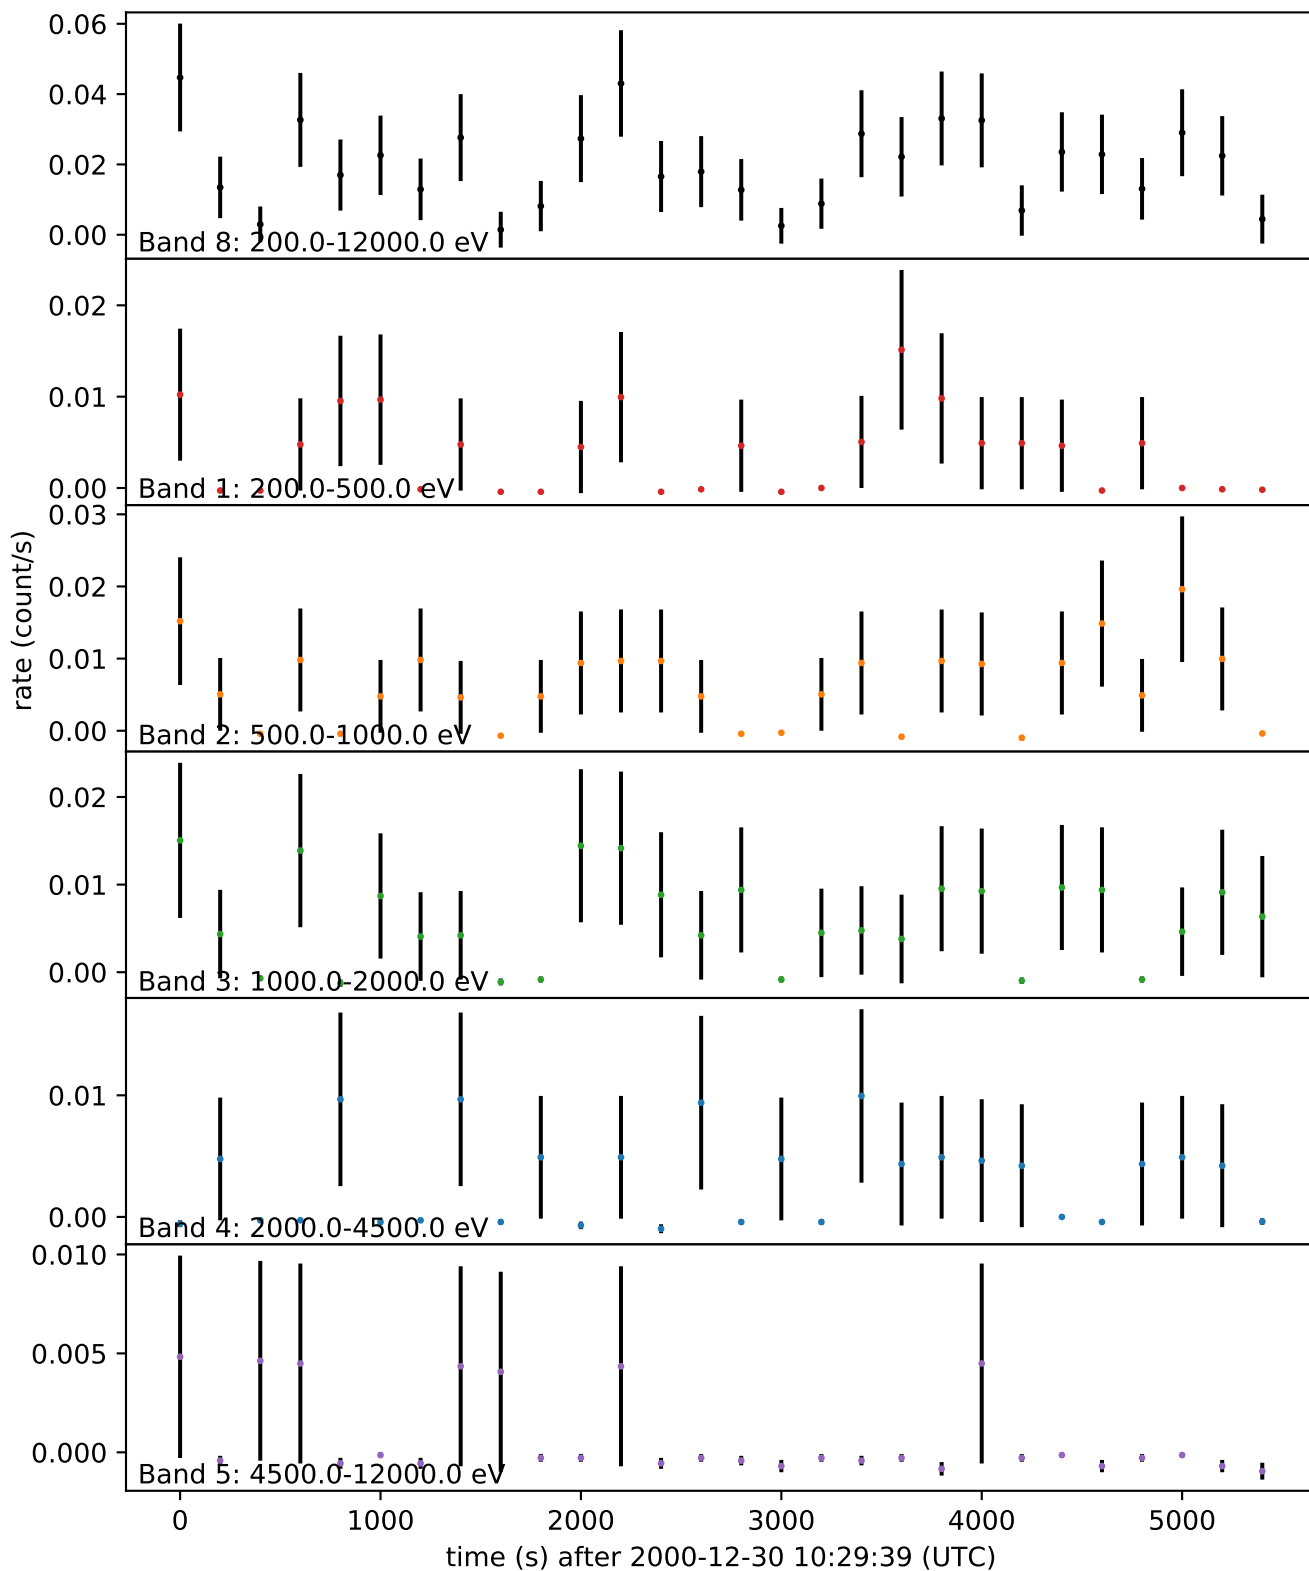 0.06
0.04
0.02
0.00
Band 8: 200.0-12000.0 eV
0.02
0.01
0.00
Band 1: 200.0-500.0 eV
rate (count/s)
0.03
0.02
0.01
0.00
Band 2: 500.0-1000.0 eV
0.02
0.01
0.00
Band 3: 1000.0-2000.0 eV
0.01
0.00
Band 4: 2000.0-4500.0 eV
0.010
0.005
0.000
Band 5: 4500.0-12000.0 eV
0 1000 2000 3000 4000 5000
time (s) after 2000-12-30 10:29:39 (UTC)